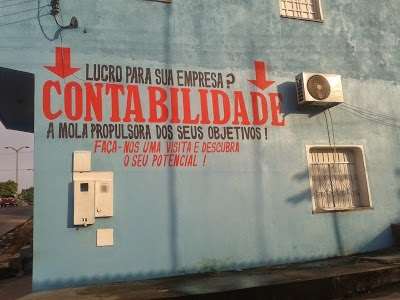 LUCRO PARA SUA EMPRESA?
CONTABILIDADE
A MOLA PROPULSORA DOS SEUS OBJETIVOS!
FAÇA-NOS UMA VISITA E DESCUBRA
O SEU POTENCIAL!